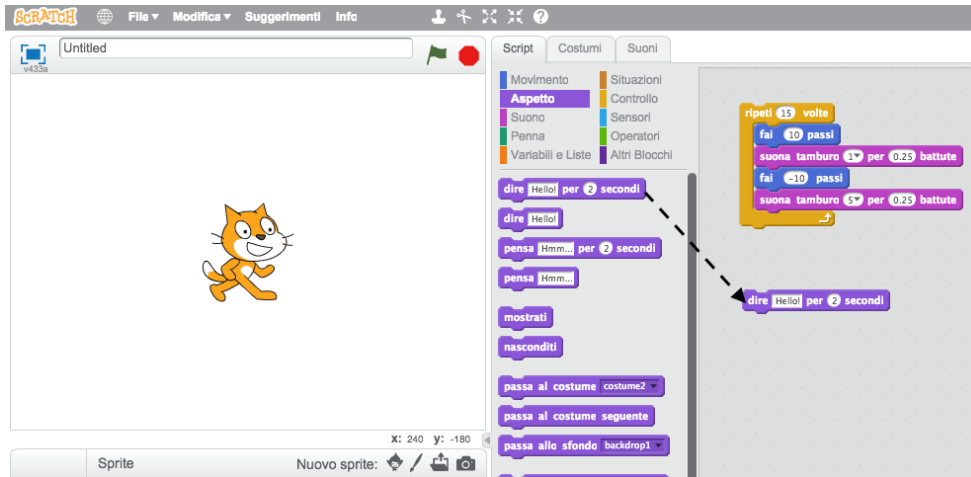 SCRATCH File Modifica Suggerimenti Info
v433a
Untitled
Script Costumi Suoni
Movimento Situazioni
Aspetto Controllo
Suono Sensori
Penna Operatori
Variabili e Liste Altri Blocchi
dire Hello! per 2 secondi
dire Hello!
pensa Hmm... per 2 secondi
pensa Hmm...
mostrati
nasconditi
passa al costume costume2
passa al costume seguente
passa allo sfondo backdrop1
ripeti 15 volte
fai 10 passi
suona tamburo 1 per 0.25 battute
fai -10 passi
suona tamburo 5 per 0.25 battute
dire Hello! per 2 secondi
X: 240 y: -180
Sprite Nuovo sprite: